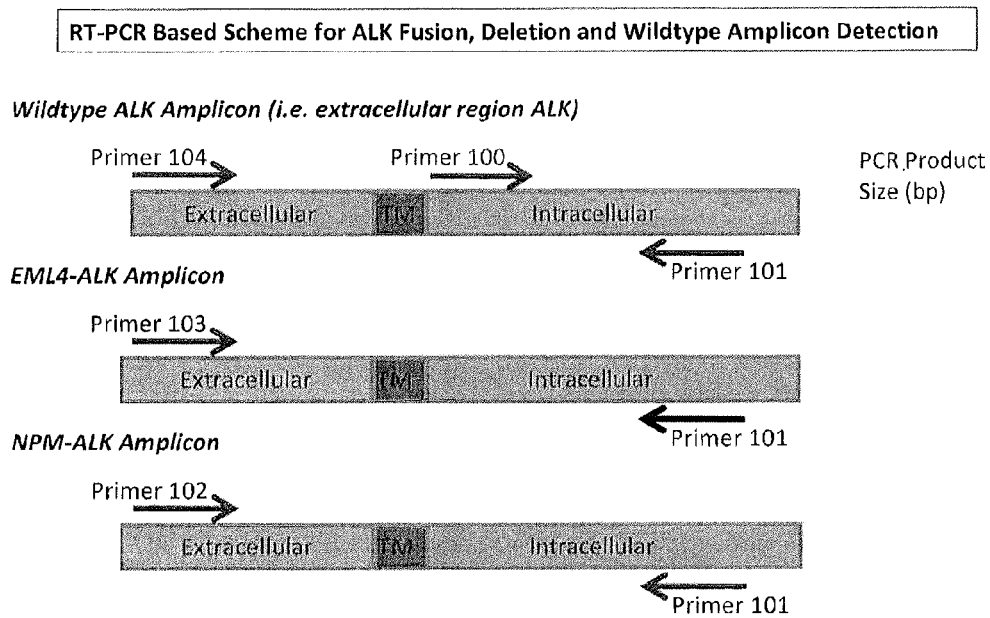 RT-PCR Based Scheme for ALK Fusion, Deletion and Wildtype Amplicon Detection
Wildtype ALK Amplicon (i.e. extracellular region ALK)
Primer 104
Primer 100
PCR Product
Size (bp)
Extracellular
TM
Intracellular
Primer 101
EML4-ALK Amplicon
Primer 103
Extracellular
TM
Intracellular
Primer 101
NPM-ALK Amplicon
Primer 102
Extracellular
TM
Intracellular
Primer 101